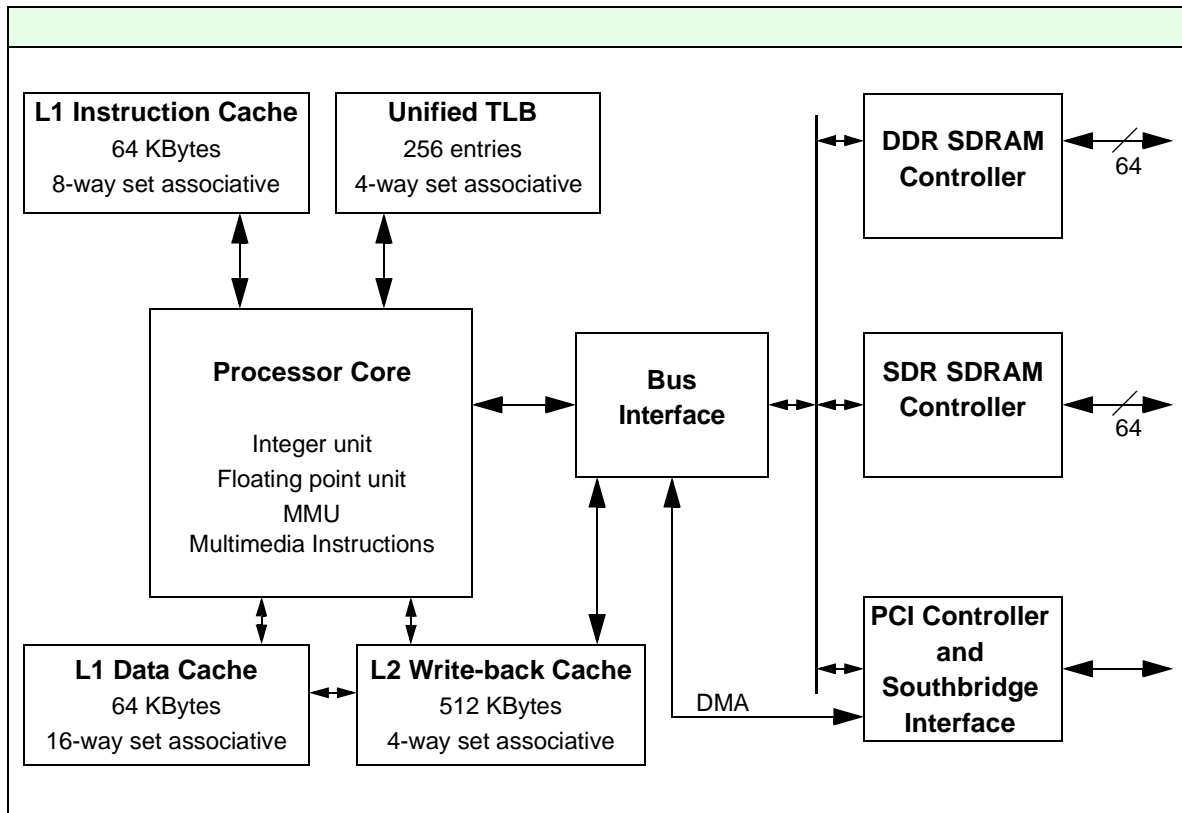 L1 Instruction Cache
64 KBytes
8-way set associative
Unified TLB
256 entries
4-way set associative
DDR SDRAM
Controller
64
Processor Core
Integer unit
Floating point unit
MMU
Multimedia Instructions
Bus
Interface
SDR SDRAM
Controller
64
L1 Data Cache
64 KBytes
16-way set associative
L2 Write-back Cache
512 KBytes
4-way set associative
DMA
PCI Controller
and
Southbridge
Interface